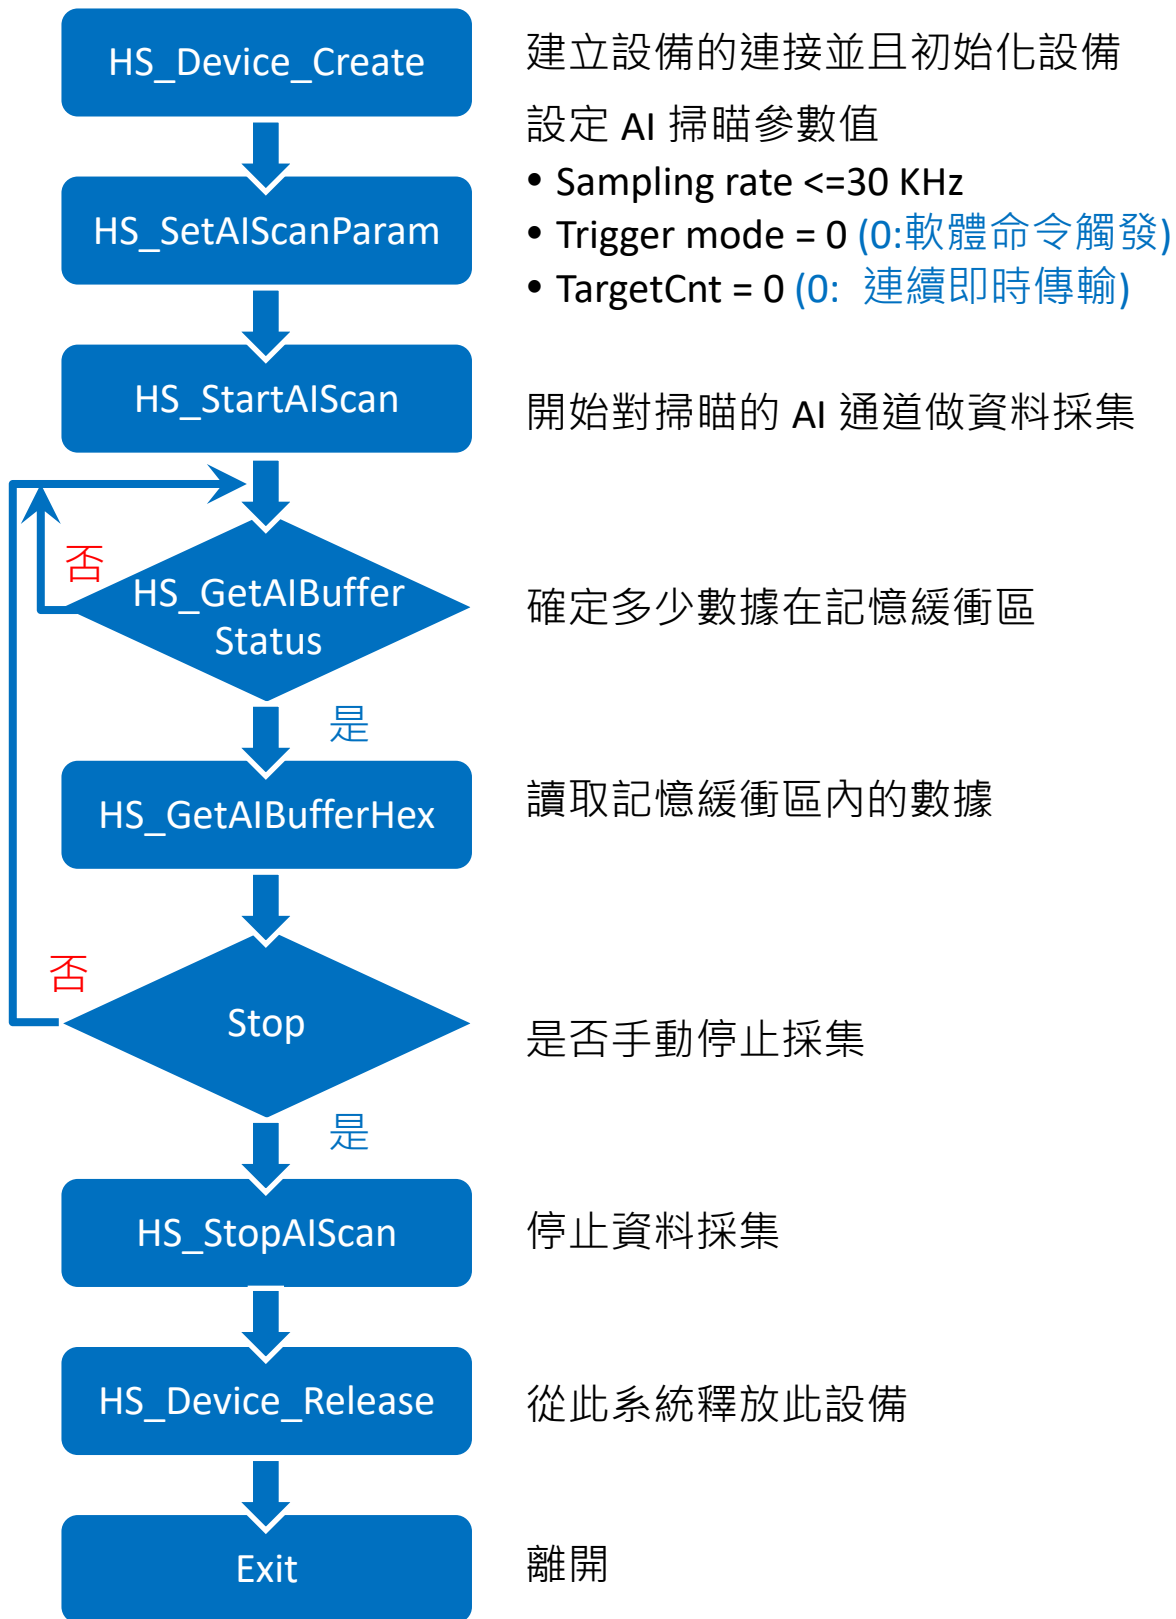 HS_Device_Create
建立設備的連接並且初始化設備
設定 AI 掃瞄參數值
HS_SetAIScanParam
• Sampling rate <=30 KHz
• Trigger mode = 0 (0:軟體命令觸發)
• TargetCnt = 0 (0: 連續即時傳輸)
HS_StartAIScan
開始對掃瞄的 AI 通道做資料採集
否
HS_GetAIBuffer
Status
確定多少數據在記憶緩衝區
是
HS_GetAIBufferHex
讀取記憶緩衝區內的數據
否
Stop
是否手動停止採集
是
HS_StopAIScan
停止資料採集
HS_Device_Release
從此系統釋放此設備
Exit
離開